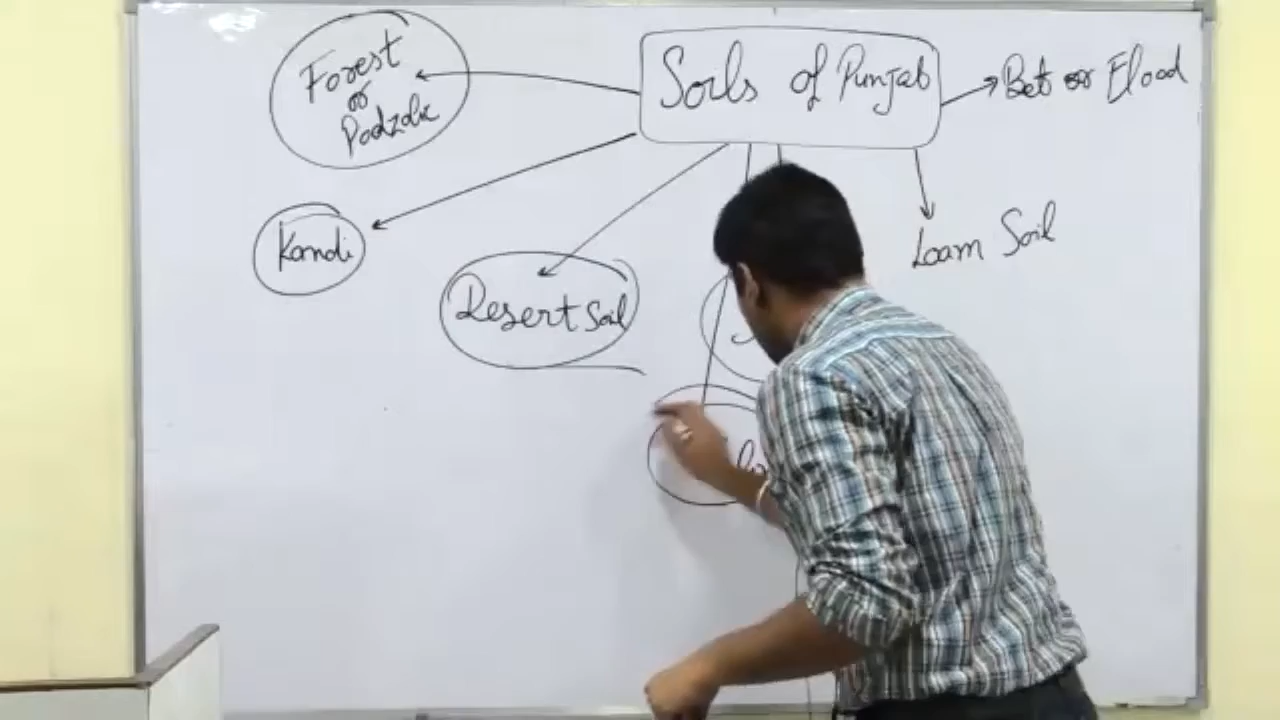 Soils of Punjab
Forest
or
Podzolic
Bet or Flood
Kandi
Desert Soil
Loam Soil